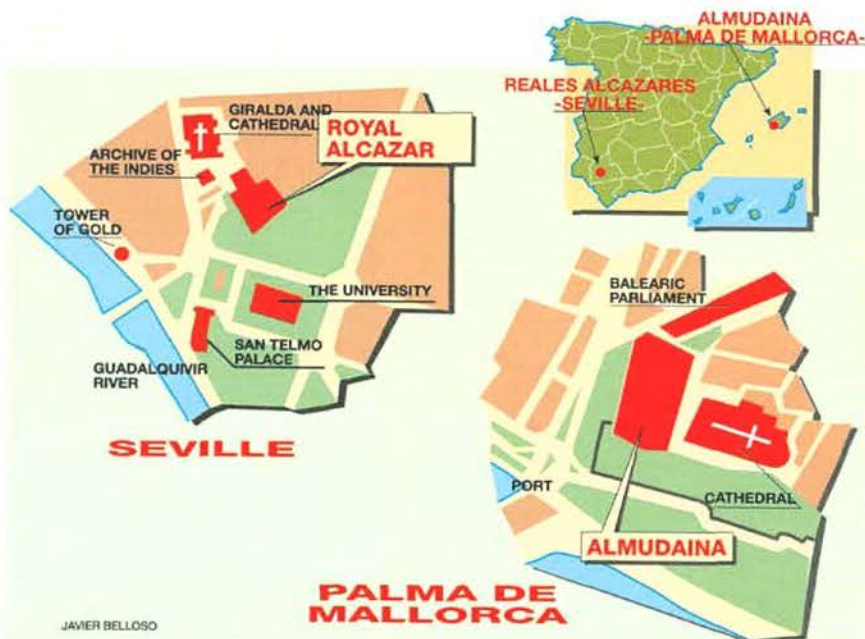 ALMUDAINA
-PALMA DE MALLORCA-
REALES ALCAZARES
-SEVILLE-
GIRALDA AND
CATHEDRAL
ROYAL
ALCAZAR
ARCHIVE OF
THE INDIES
TOWER
OF GOLD
THE UNIVERSITY
SAN TELMO
PALACE
GUADALQUIVIR
RIVER
SEVILLE
BALEARIC
PARLIAMENT
PORT
CATHEDRAL
ALMUDAINA
PALMA DE
MALLORCA
JAVIER BELLOSO